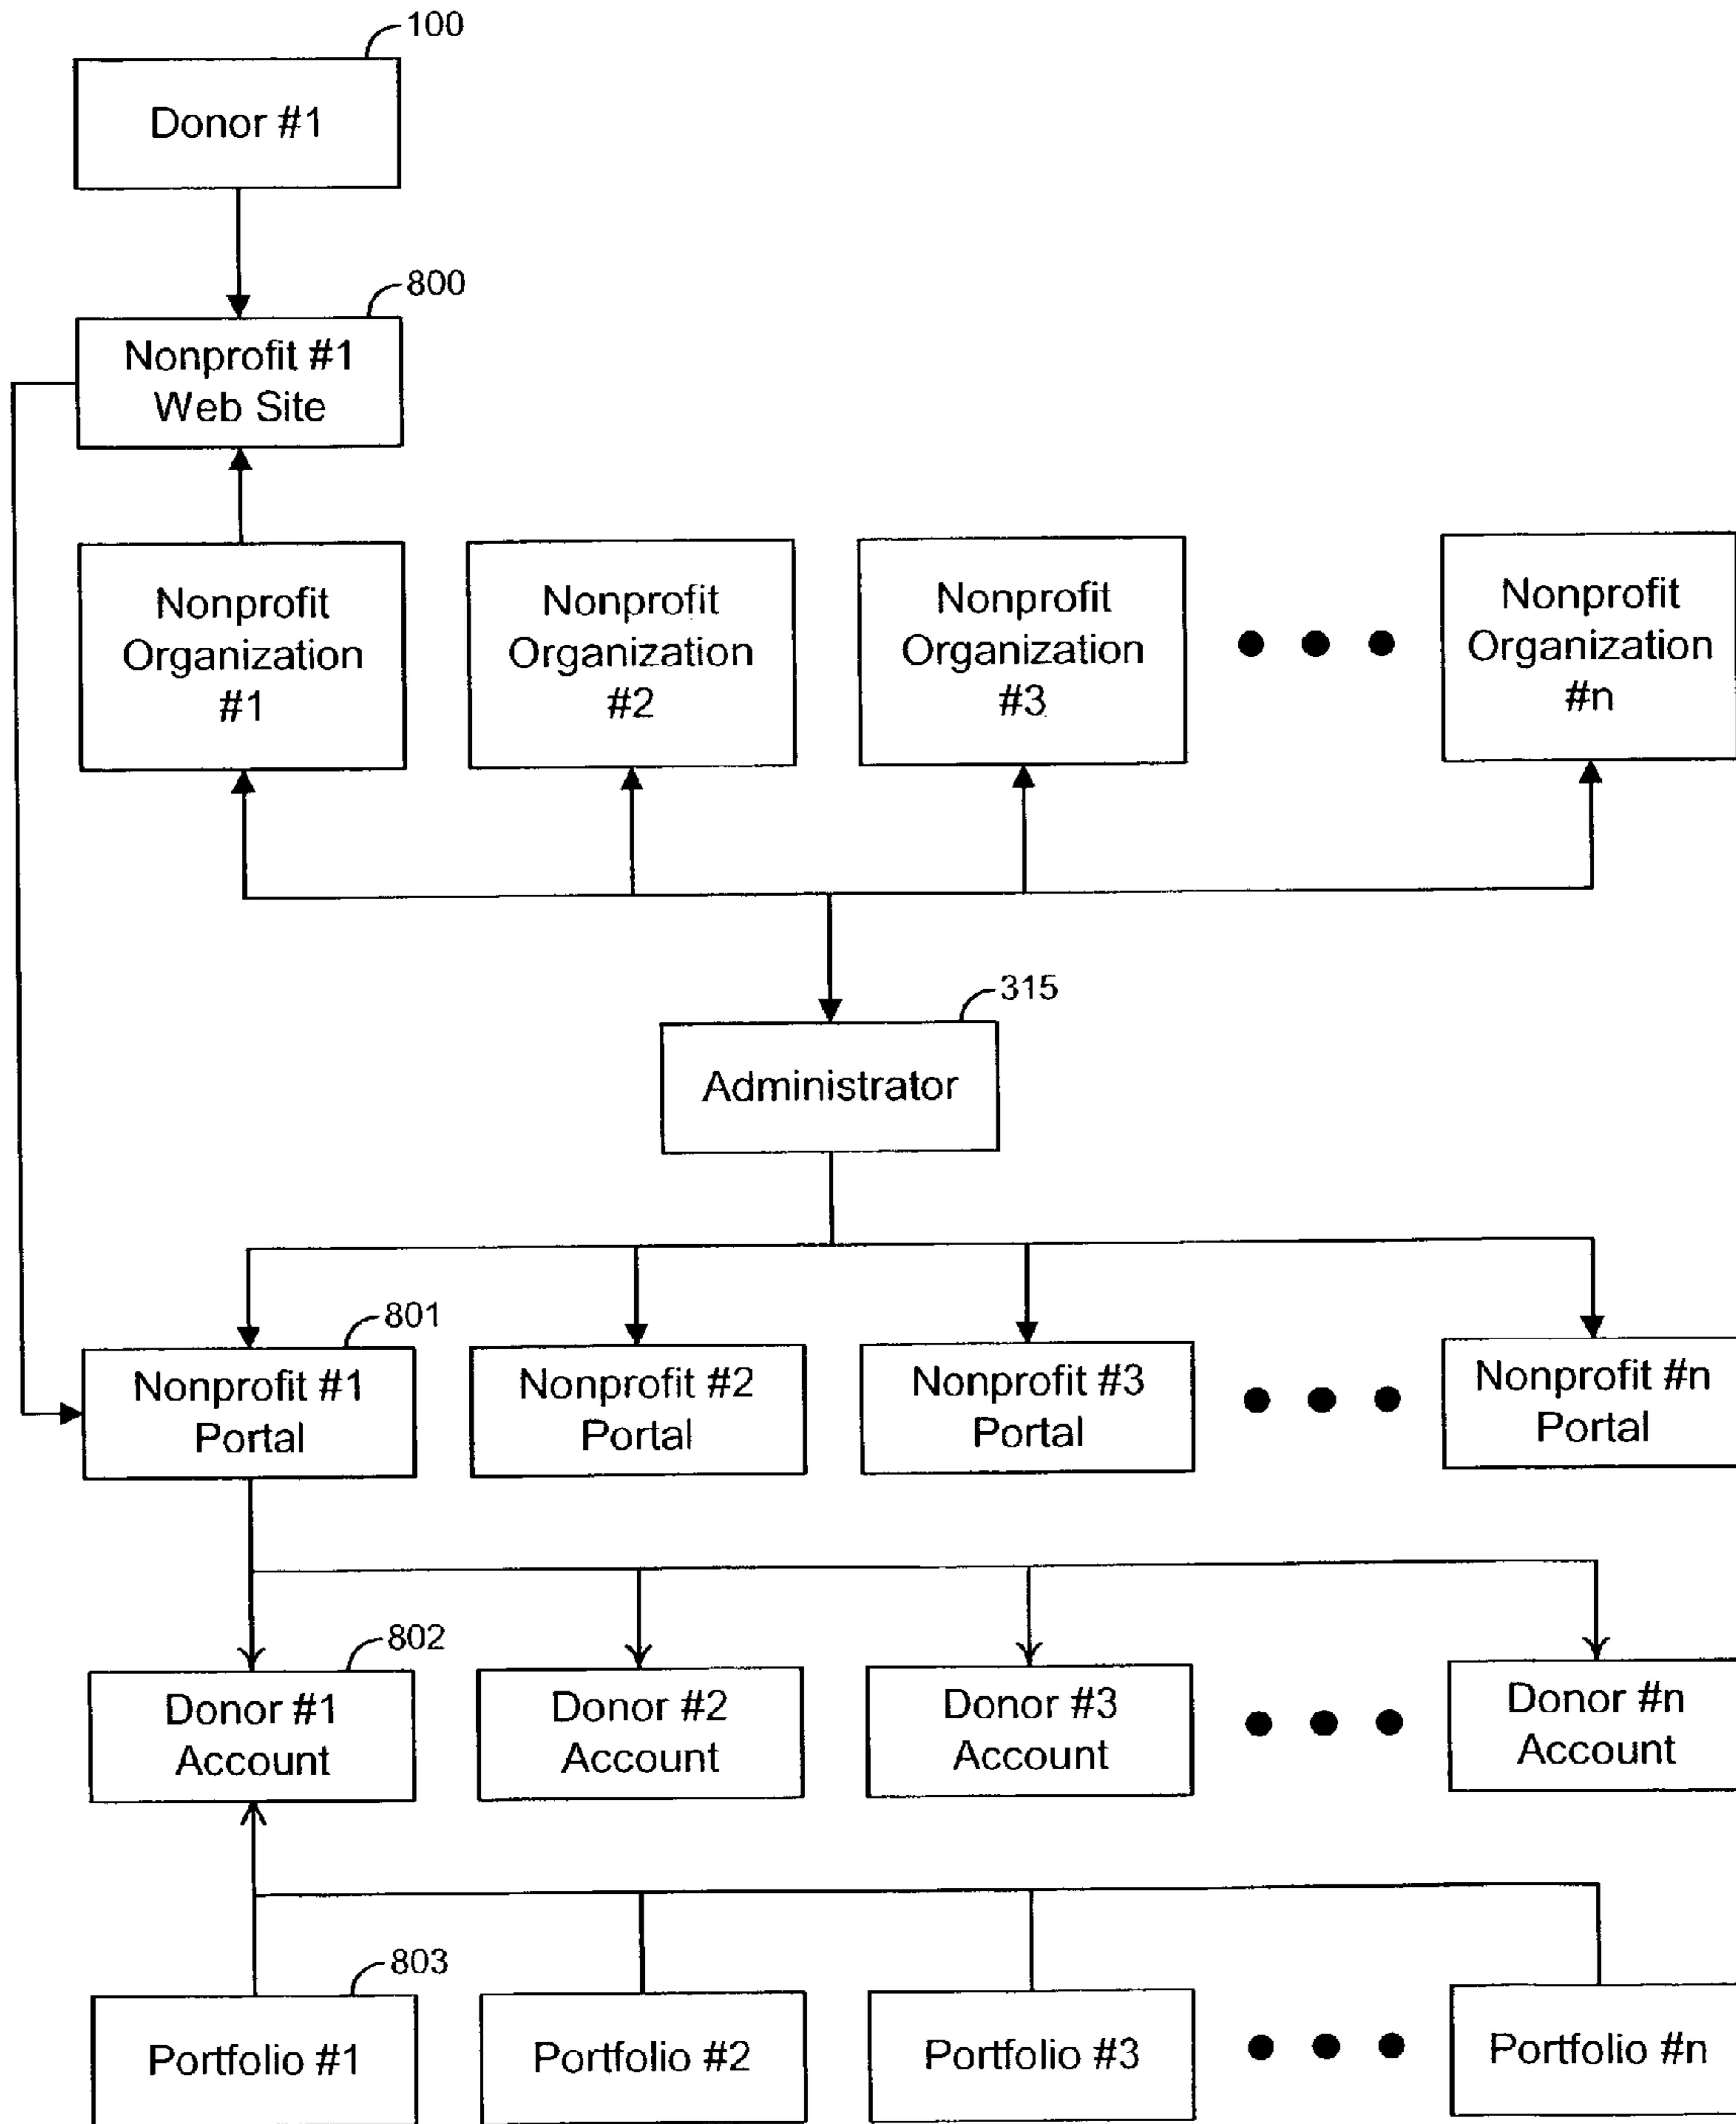 100
Donor #1
800
Nonprofit #1
Web Site
Nonprofit
Organization
#1
Nonprofit
Organization
#2
Nonprofit
Organization
#3
Nonprofit
Organization
#n
315
Administrator
801
Nonprofit #1
Portal
Nonprofit #2
Portal
Nonprofit #3
Portal
Nonprofit #n
Portal
802
Donor #1
Account
Donor #2
Account
Donor #3
Account
Donor #n
Account
803
Portfolio #1
Portfolio #2
Portfolio #3
Portfolio #n